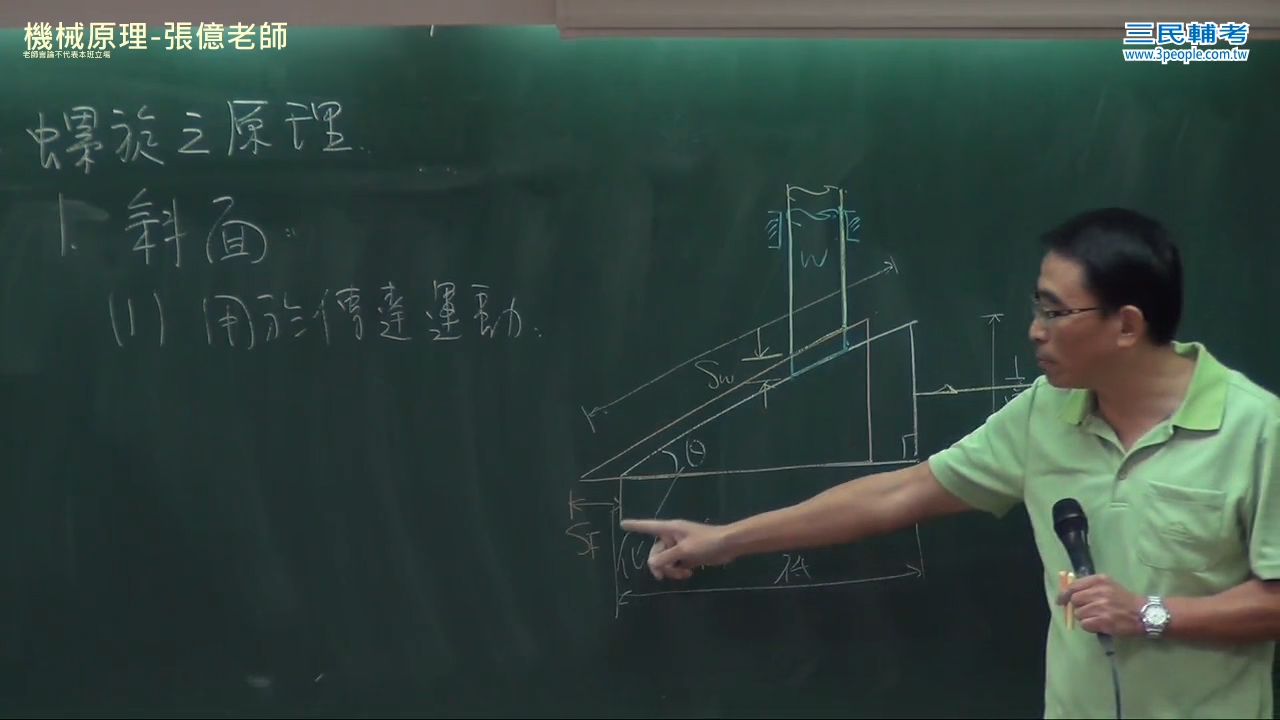 機械原理-張億老師
老師言論不代表本班立場
三民輔考
www.3people.com.tw
螺旋之原理
1. 斜面:
(1) 用於傳達運動.
W
Sw
θ
SF